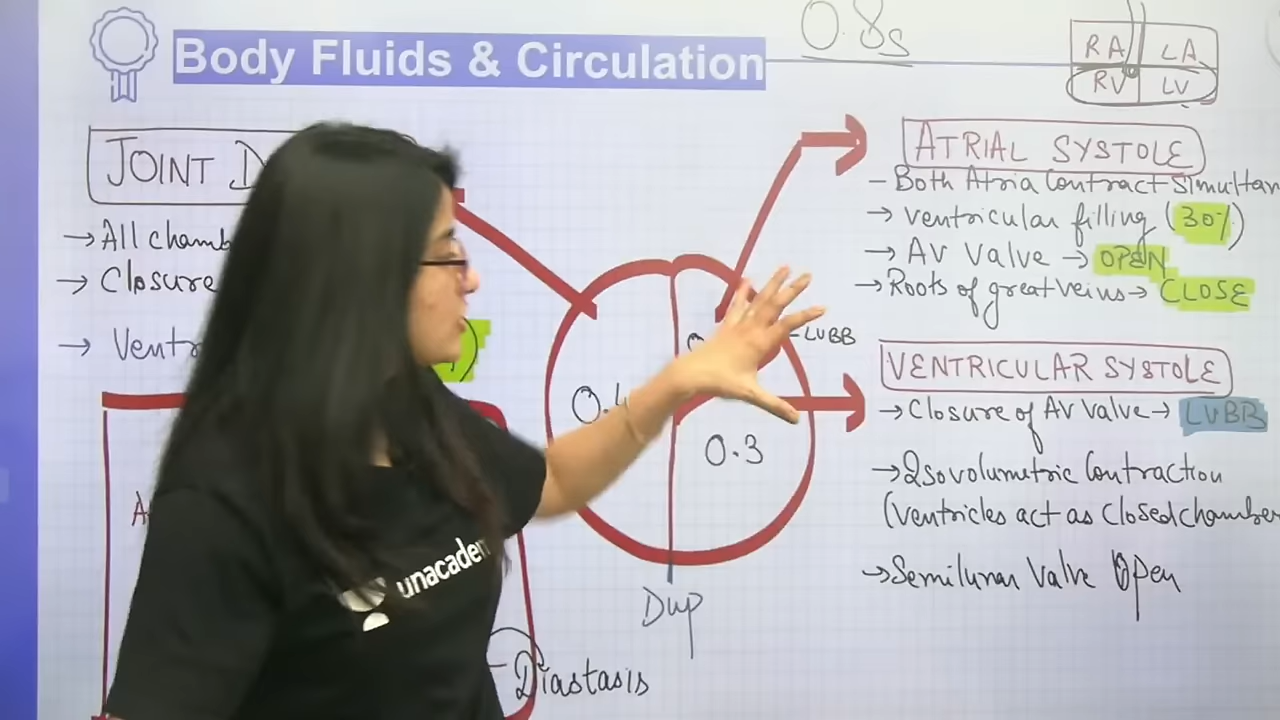 Body Fluids & Circulation
0.8s
RA LA
RV LV
JOINT D
→ All chamb
→ Closure
→ Ventr
)
A
0.4
0.3
LUBB
Dup
Diastasis
unacadem
ATRIAL SYSTOLE
- Both Atria Contract Simultan
→ Ventricular filling (30%)
→ AV Valve → OPEN
→ Roots of great veins → CLOSE
VENTRICULAR SYSTOLE
→ Closure of AV Valve → LUBB
→ Isovolumetric Contraction
(Ventricles act as Closed chamber
→ Semilunar Valve Open